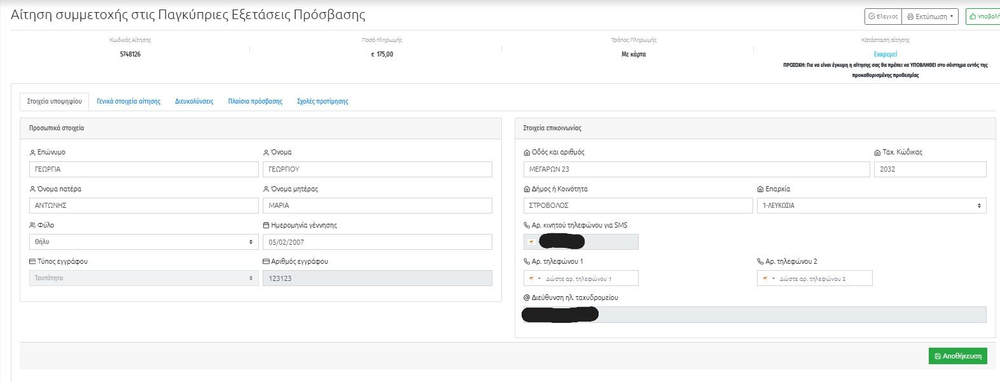 Αίτηση συμμετοχής στις Παγκύπριες Εξετάσεις Πρόσβασης
Έλεγχος Εκτύπωση Υποβολή
Κωδικός Αίτησης Ποσό πληρωμής Τρόπος Πληρωμής Κατάσταση αίτησης
5748126 € 175,00 Με κάρτα Εκκρεμεί
ΠΡΟΣΟΧΗ: Για να είναι έγκυρη η αίτησης σας θα πρέπει να ΥΠΟΒΛΗΘΕΙ στο σύστημα εντός της
προκαθορισμένης προθεσμίας
Στοιχεία υποψηφίου Γενικά στοιχεία αίτησης Διευκολύνσεις Πλαίσια πρόσβασης Σχολές προτίμησης
Προσωπικά στοιχεία
Επώνυμο Όνομα
ΓΕΩΡΓΙΑ ΓΕΩΡΓΙΟΥ
Όνομα πατέρα Όνομα μητέρας
ΑΝΤΩΝΗΣ ΜΑΡΙΑ
Φύλο Ημερομηνία γέννησης
Θήλυ 05/02/2007
Τύπος εγγράφου Αριθμός εγγράφου
Ταυτότητα 123123
Στοιχεία επικοινωνίας
Οδός και αριθμός Ταχ. Κώδικας
ΜΕΓΑΡΩΝ 23 2032
Δήμος ή Κοινότητα Επαρχία
ΣΤΡΟΒΟΛΟΣ 1-ΛΕΥΚΩΣΙΑ
Αρ. κινητού τηλεφώνου για SMS
Αρ. τηλεφώνου 1 Αρ. τηλεφώνου 2
Δώστε αρ. τηλεφώνου 1 Δώστε αρ. τηλεφώνου 2
@ Διεύθυνση ηλ. ταχυδρομείου
Αποθήκευση